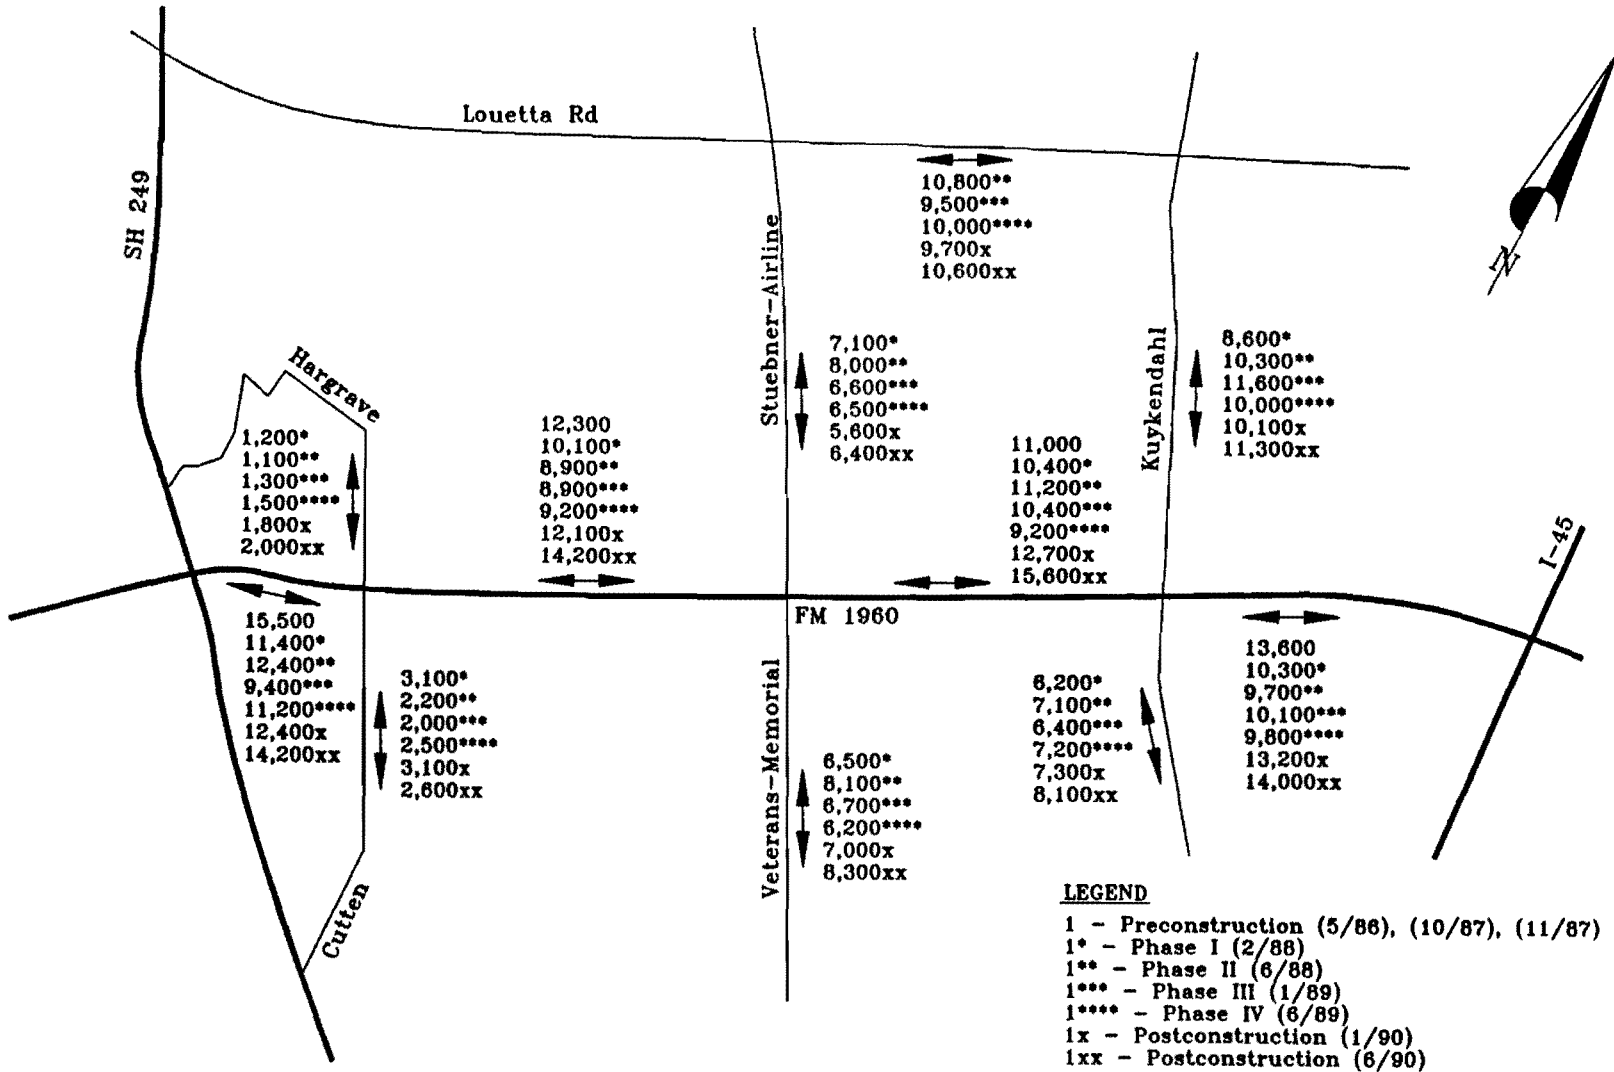 Louetta Rd
SH 249
10,800**
9,500***
10,000****
9,700x
10,600xx
N
Stuebner-Airline
7,100*
8,000**
6,600***
6,500****
5,600x
6,400xx
Kuykendahl
8,600*
10,300**
11,600***
10,000****
10,100x
11,300xx
Hargrave
1,200*
1,100**
1,300***
1,500****
1,800x
2,000xx
12,300
10,100*
8,900**
8,900***
9,200****
12,100x
14,200xx
11,000
10,400*
11,200**
10,400***
9,200****
12,700x
15,600xx
I-45
FM 1960
15,500
11,400*
12,400**
9,400***
11,200****
12,400x
14,200xx
3,100*
2,200**
2,000***
2,500****
3,100x
2,600xx
Cutten
Veterans-Memorial
6,500*
8,100**
6,700***
6,200****
7,000x
8,300xx
6,200*
7,100**
6,400***
7,200****
7,300x
8,100xx
13,600
10,300*
9,700**
10,100***
9,800****
13,200x
14,000xx
LEGEND
1 - Preconstruction (5/86), (10/87), (11/87)
1* - Phase I (2/88)
1** - Phase II (6/88)
1*** - Phase III (1/89)
1**** - Phase IV (6/89)
1x - Postconstruction (1/90)
1xx - Postconstruction (6/90)